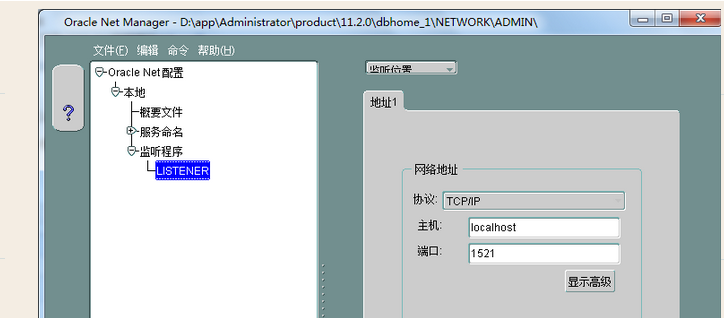 Oracle Net Manager - D:\app\Administrator\product\11.2.0\dbhome_1\NETWORK\ADMIN\
文件(F) 编辑 命令 帮助(H)
Oracle Net 配置
本地
概要文件
服务命名
监听程序
LISTENER
?
监听位置
地址1
网络地址
协议: TCP/IP
主机: localhost
端口: 1521
显示高级